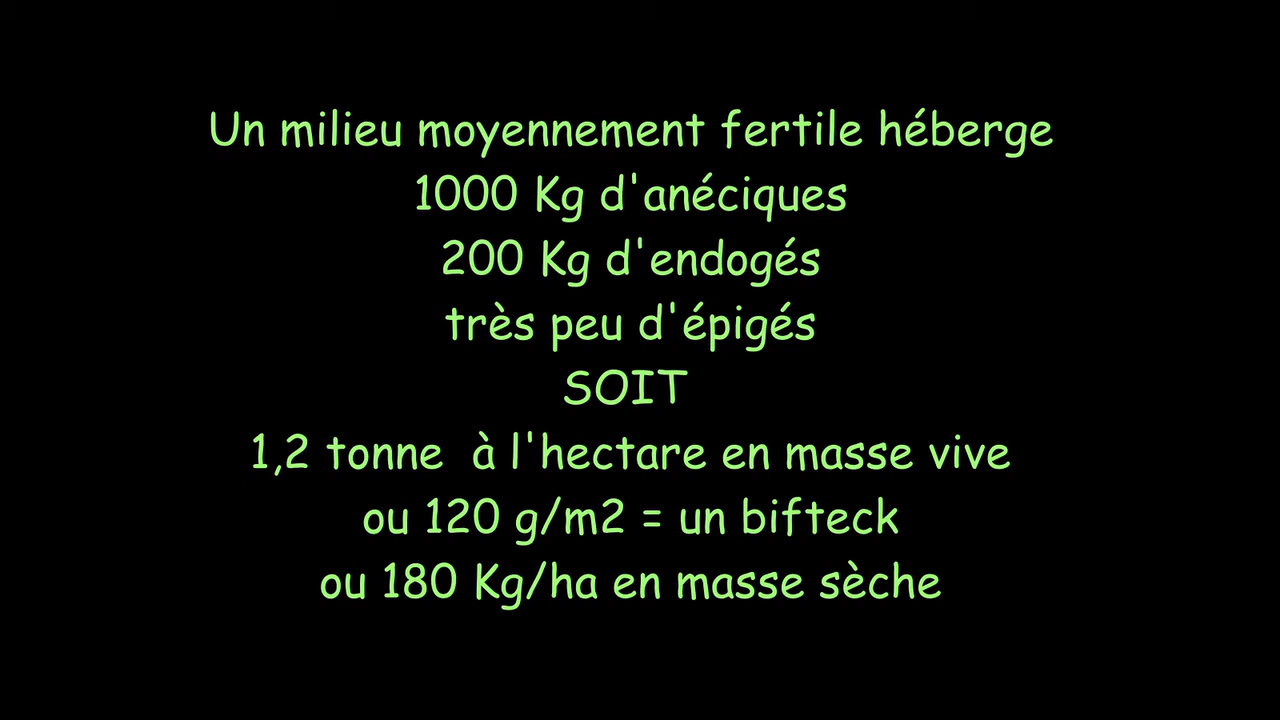 Un milieu moyennement fertile héberge
1000 Kg d'anéciques
200 Kg d'endogés
très peu d'épigés
SOIT
1,2 tonne  à l'hectare en masse vive
ou 120 g/m2 = un bifteck
ou 180 Kg/ha en masse sèche